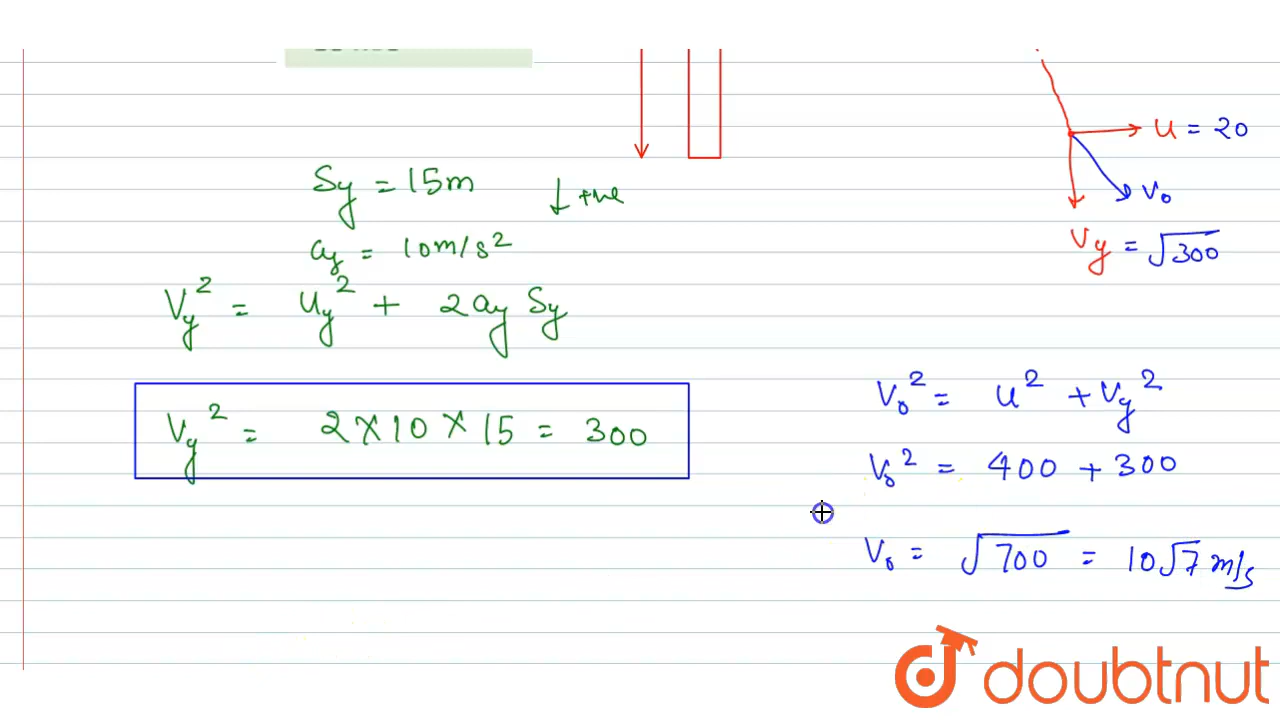 u = 20
Sy = 15m
↓ +ve
v₀
ay = 10m/s²
Vy = √300
Vy² = uy² + 2ay Sy
V₀² = u² + Vy²
Vy² = 2 × 10 × 15 = 300
V₀² = 400 + 300
V₀ = √700 = 10√7 m/s
doubtnut